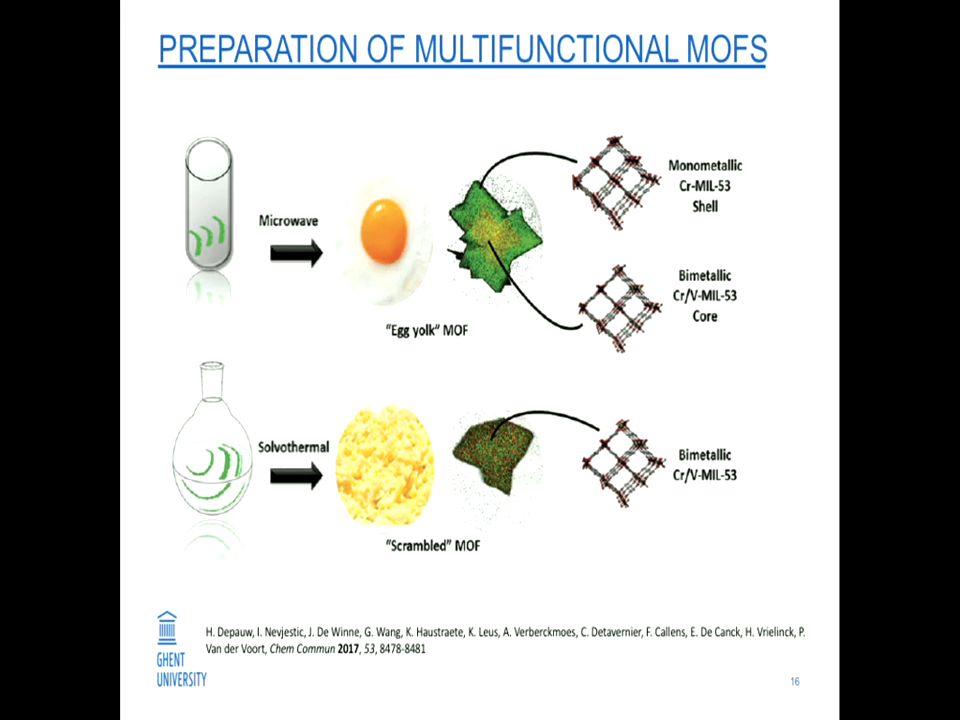 PREPARATION OF MULTIFUNCTIONAL MOFS
Monometallic
Cr-MIL-53
Shell
Microwave
Bimetallic
Cr/V-MIL-53
Core
"Egg yolk" MOF
Solvothermal
Bimetallic
Cr/V-MIL-53
"Scrambled" MOF
H. Depauw, I. Nevjestic, J. De Winne, G. Wang, K. Haustraete, K. Leus, A. Verberckmoes, C. Detavernier, F. Callens, E. De Canck, H. Vrielinck, P.
Van der Voort, Chem Commun 2017, 53, 8478-8481
GHENT
UNIVERSITY
16